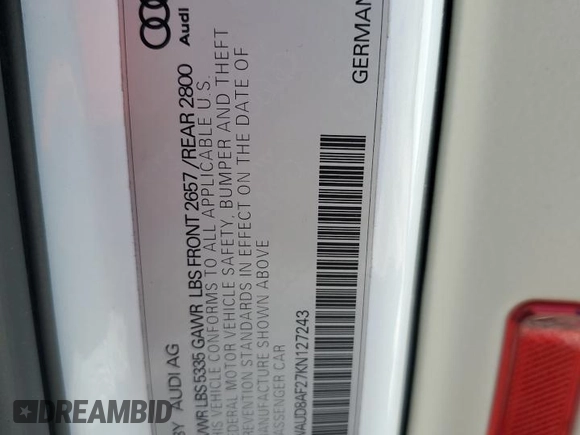 Audi
GERMAN
BY AUDI AG
GVWR LBS 5335 GAWR LBS FRONT 2657 / REAR 2800
THIS VEHICLE CONFORMS TO ALL APPLICABLE U.S.
FEDERAL MOTOR VEHICLE SAFETY, BUMPER AND THEFT
PREVENTION STANDARDS IN EFFECT ON THE DATE OF
MANUFACTURE SHOWN ABOVE
PASSENGER CAR
WAUD8AF27KN127243
DREAMBID